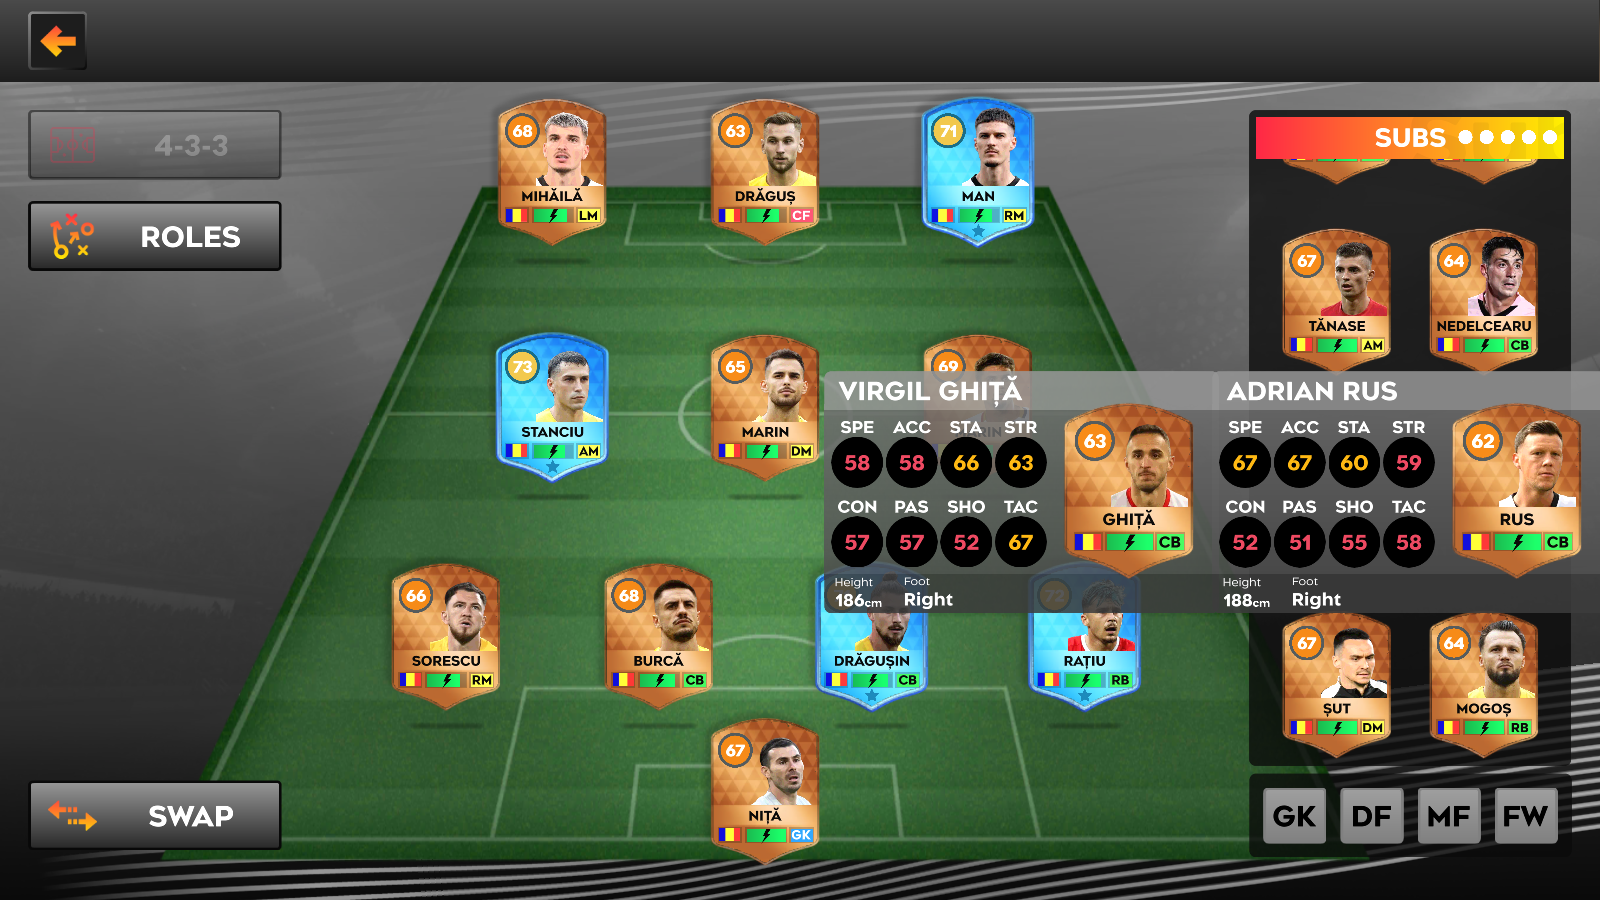 4-3-3
ROLES
SWAP
68
MIHĂILĂ
LM
63
DRĂGUȘ
CF
71
MAN
RM
73
STANCIU
AM
65
MARIN
DM
69
MARIN
66
SORESCU
RM
68
BURCĂ
CB
DRĂGUȘIN
CB
72
RAȚIU
RB
67
NIȚĂ
GK
VIRGIL GHIȚĂ
SPE ACC STA STR
58 58 66 63
CON PAS SHO TAC
57 57 52 67
Height Foot
186cm Right
63
GHIȚĂ
CB
ADRIAN RUS
SPE ACC STA STR
67 67 60 59
CON PAS SHO TAC
52 51 55 58
Height Foot
188cm Right
62
RUS
CB
SUBS
67
TĂNASE
AM
64
NEDELCEARU
CB
67
ȘUT
DM
64
MOGOȘ
RB
GK DF MF FW